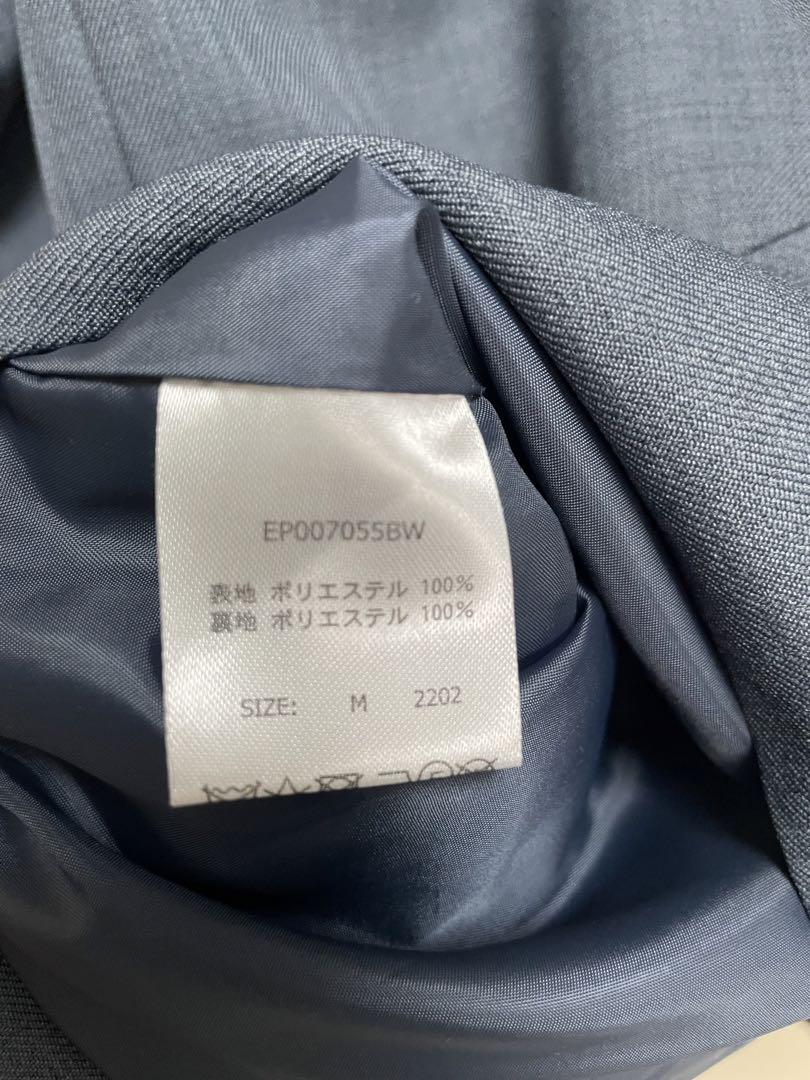 EP007055BW
表地 ポリエステル 100%
裏地 ポリエステル 100%
SIZE: M 2202